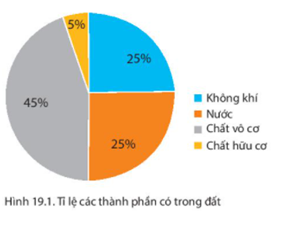 5%
25%
45%
25%
Không khí
Nước
Chất vô cơ
Chất hữu cơ
Hình 19.1. Tỉ lệ các thành phần có trong đất